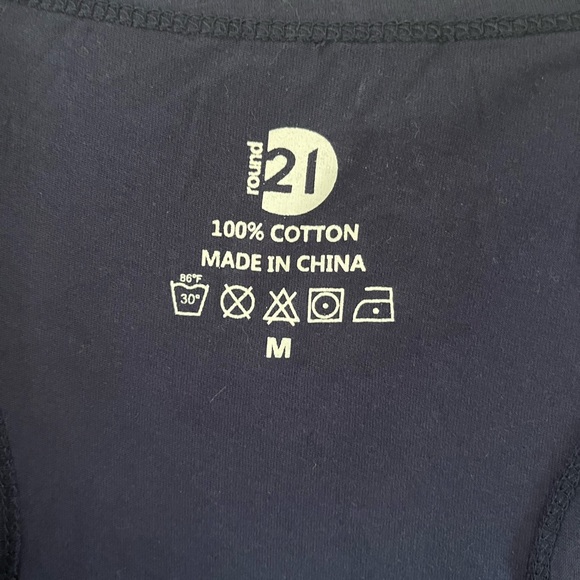 round
21
100% COTTON
MADE IN CHINA
86°F
30°
M